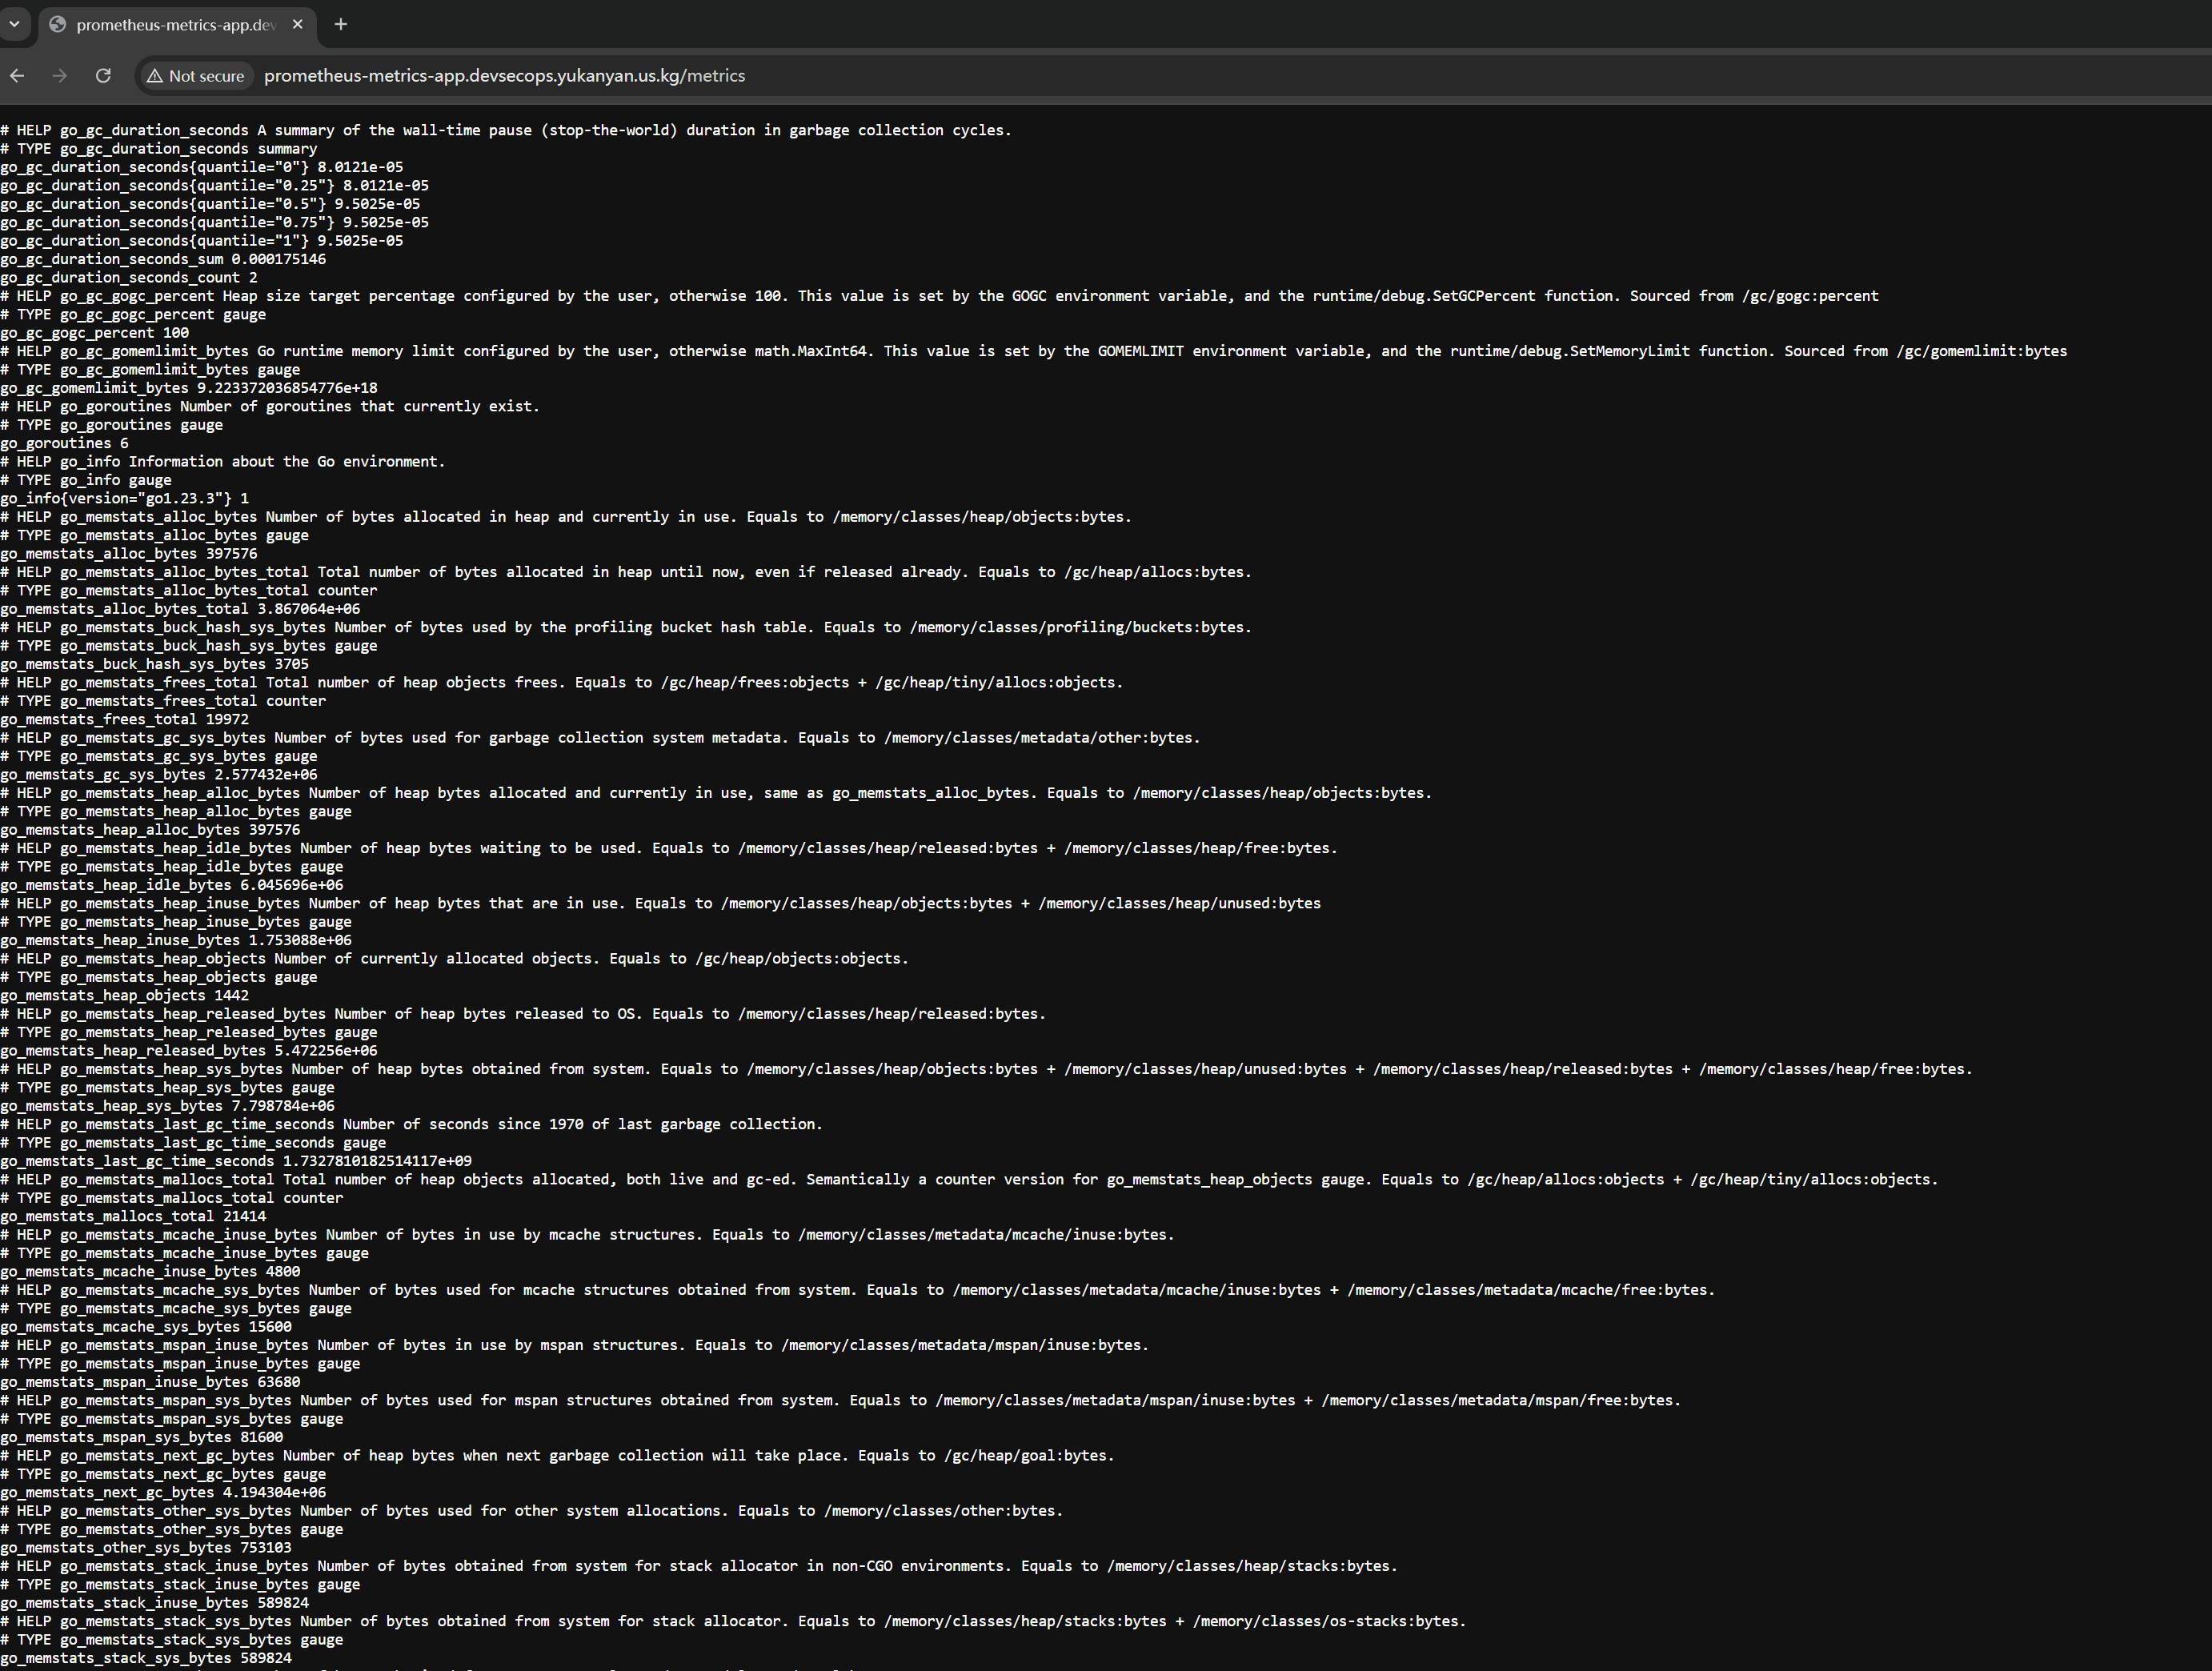 prometheus-metrics-app.dev
Not secure
prometheus-metrics-app.devsecops.yukanyan.us.kg/metrics
# HELP go_gc_duration_seconds A summary of the wall-time pause (stop-the-world) duration in garbage collection cycles.
# TYPE go_gc_duration_seconds summary
go_gc_duration_seconds{quantile="0"} 8.0121e-05
go_gc_duration_seconds{quantile="0.25"} 8.0121e-05
go_gc_duration_seconds{quantile="0.5"} 9.5025e-05
go_gc_duration_seconds{quantile="0.75"} 9.5025e-05
go_gc_duration_seconds{quantile="1"} 9.5025e-05
go_gc_duration_seconds_sum 0.000175146
go_gc_duration_seconds_count 2
# HELP go_gc_gogc_percent Heap size target percentage configured by the user, otherwise 100. This value is set by the GOGC environment variable, and the runtime/debug.SetGCPercent function. Sourced from /gc/gogc:percent
# TYPE go_gc_gogc_percent gauge
go_gc_gogc_percent 100
# HELP go_gc_gomemlimit_bytes Go runtime memory limit configured by the user, otherwise math.MaxInt64. This value is set by the GOMEMLIMIT environment variable, and the runtime/debug.SetMemoryLimit function. Sourced from /gc/gomemlimit:bytes
# TYPE go_gc_gomemlimit_bytes gauge
go_gc_gomemlimit_bytes 9.223372036854776e+18
# HELP go_goroutines Number of goroutines that currently exist.
# TYPE go_goroutines gauge
go_goroutines 6
# HELP go_info Information about the Go environment.
# TYPE go_info gauge
go_info{version="go1.23.3"} 1
# HELP go_memstats_alloc_bytes Number of bytes allocated in heap and currently in use. Equals to /memory/classes/heap/objects:bytes.
# TYPE go_memstats_alloc_bytes gauge
go_memstats_alloc_bytes 397576
# HELP go_memstats_alloc_bytes_total Total number of bytes allocated in heap until now, even if released already. Equals to /gc/heap/allocs:bytes.
# TYPE go_memstats_alloc_bytes_total counter
go_memstats_alloc_bytes_total 3.867064e+06
# HELP go_memstats_buck_hash_sys_bytes Number of bytes used by the profiling bucket hash table. Equals to /memory/classes/profiling/buckets:bytes.
# TYPE go_memstats_buck_hash_sys_bytes gauge
go_memstats_buck_hash_sys_bytes 3705
# HELP go_memstats_frees_total Total number of heap objects frees. Equals to /gc/heap/frees:objects + /gc/heap/tiny/allocs:objects.
# TYPE go_memstats_frees_total counter
go_memstats_frees_total 19972
# HELP go_memstats_gc_sys_bytes Number of bytes used for garbage collection system metadata. Equals to /memory/classes/metadata/other:bytes.
# TYPE go_memstats_gc_sys_bytes gauge
go_memstats_gc_sys_bytes 2.577432e+06
# HELP go_memstats_heap_alloc_bytes Number of heap bytes allocated and currently in use, same as go_memstats_alloc_bytes. Equals to /memory/classes/heap/objects:bytes.
# TYPE go_memstats_heap_alloc_bytes gauge
go_memstats_heap_alloc_bytes 397576
# HELP go_memstats_heap_idle_bytes Number of heap bytes waiting to be used. Equals to /memory/classes/heap/released:bytes + /memory/classes/heap/free:bytes.
# TYPE go_memstats_heap_idle_bytes gauge
go_memstats_heap_idle_bytes 6.045696e+06
# HELP go_memstats_heap_inuse_bytes Number of heap bytes that are in use. Equals to /memory/classes/heap/objects:bytes + /memory/classes/heap/unused:bytes
# TYPE go_memstats_heap_inuse_bytes gauge
go_memstats_heap_inuse_bytes 1.753088e+06
# HELP go_memstats_heap_objects Number of currently allocated objects. Equals to /gc/heap/objects:objects.
# TYPE go_memstats_heap_objects gauge
go_memstats_heap_objects 1442
# HELP go_memstats_heap_released_bytes Number of heap bytes released to OS. Equals to /memory/classes/heap/released:bytes.
# TYPE go_memstats_heap_released_bytes gauge
go_memstats_heap_released_bytes 5.472256e+06
# HELP go_memstats_heap_sys_bytes Number of heap bytes obtained from system. Equals to /memory/classes/heap/objects:bytes + /memory/classes/heap/unused:bytes + /memory/classes/heap/released:bytes + /memory/classes/heap/free:bytes.
# TYPE go_memstats_heap_sys_bytes gauge
go_memstats_heap_sys_bytes 7.798784e+06
# HELP go_memstats_last_gc_time_seconds Number of seconds since 1970 of last garbage collection.
# TYPE go_memstats_last_gc_time_seconds gauge
go_memstats_last_gc_time_seconds 1.7327810182514117e+09
# HELP go_memstats_mallocs_total Total number of heap objects allocated, both live and gc-ed. Semantically a counter version for go_memstats_heap_objects gauge. Equals to /gc/heap/allocs:objects + /gc/heap/tiny/allocs:objects.
# TYPE go_memstats_mallocs_total counter
go_memstats_mallocs_total 21414
# HELP go_memstats_mcache_inuse_bytes Number of bytes in use by mcache structures. Equals to /memory/classes/metadata/mcache/inuse:bytes.
# TYPE go_memstats_mcache_inuse_bytes gauge
go_memstats_mcache_inuse_bytes 4800
# HELP go_memstats_mcache_sys_bytes Number of bytes used for mcache structures obtained from system. Equals to /memory/classes/metadata/mcache/inuse:bytes + /memory/classes/metadata/mcache/free:bytes.
# TYPE go_memstats_mcache_sys_bytes gauge
go_memstats_mcache_sys_bytes 15600
# HELP go_memstats_mspan_inuse_bytes Number of bytes in use by mspan structures. Equals to /memory/classes/metadata/mspan/inuse:bytes.
# TYPE go_memstats_mspan_inuse_bytes gauge
go_memstats_mspan_inuse_bytes 63680
# HELP go_memstats_mspan_sys_bytes Number of bytes used for mspan structures obtained from system. Equals to /memory/classes/metadata/mspan/inuse:bytes + /memory/classes/metadata/mspan/free:bytes.
# TYPE go_memstats_mspan_sys_bytes gauge
go_memstats_mspan_sys_bytes 81600
# HELP go_memstats_next_gc_bytes Number of heap bytes when next garbage collection will take place. Equals to /gc/heap/goal:bytes.
# TYPE go_memstats_next_gc_bytes gauge
go_memstats_next_gc_bytes 4.194304e+06
# HELP go_memstats_other_sys_bytes Number of bytes used for other system allocations. Equals to /memory/classes/other:bytes.
# TYPE go_memstats_other_sys_bytes gauge
go_memstats_other_sys_bytes 753103
# HELP go_memstats_stack_inuse_bytes Number of bytes obtained from system for stack allocator in non-CGO environments. Equals to /memory/classes/heap/stacks:bytes.
# TYPE go_memstats_stack_inuse_bytes gauge
go_memstats_stack_inuse_bytes 589824
# HELP go_memstats_stack_sys_bytes Number of bytes obtained from system for stack allocator. Equals to /memory/classes/heap/stacks:bytes + /memory/classes/os-stacks:bytes.
# TYPE go_memstats_stack_sys_bytes gauge
go_memstats_stack_sys_bytes 589824